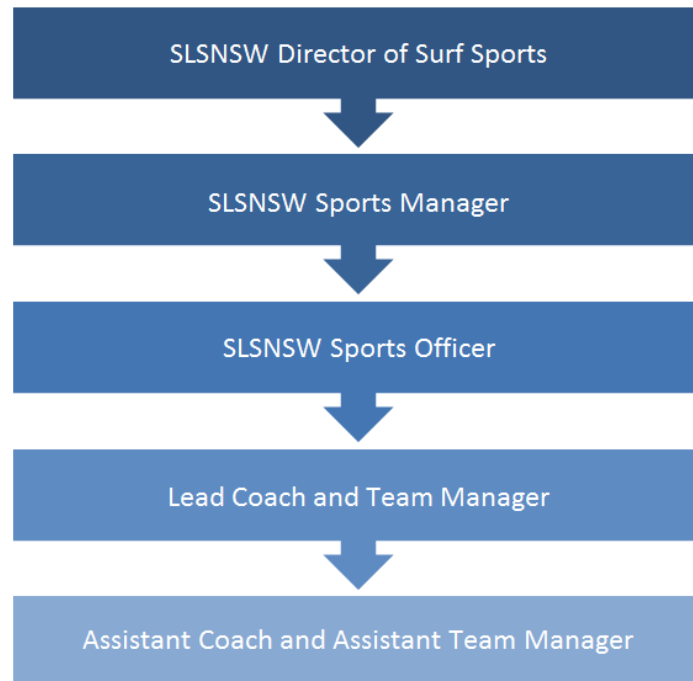 SLSNSW Director of Surf Sports
SLSNSW Sports Manager
SLSNSW Sports Officer
Lead Coach and Team Manager
Assistant Coach and Assistant Team Manager